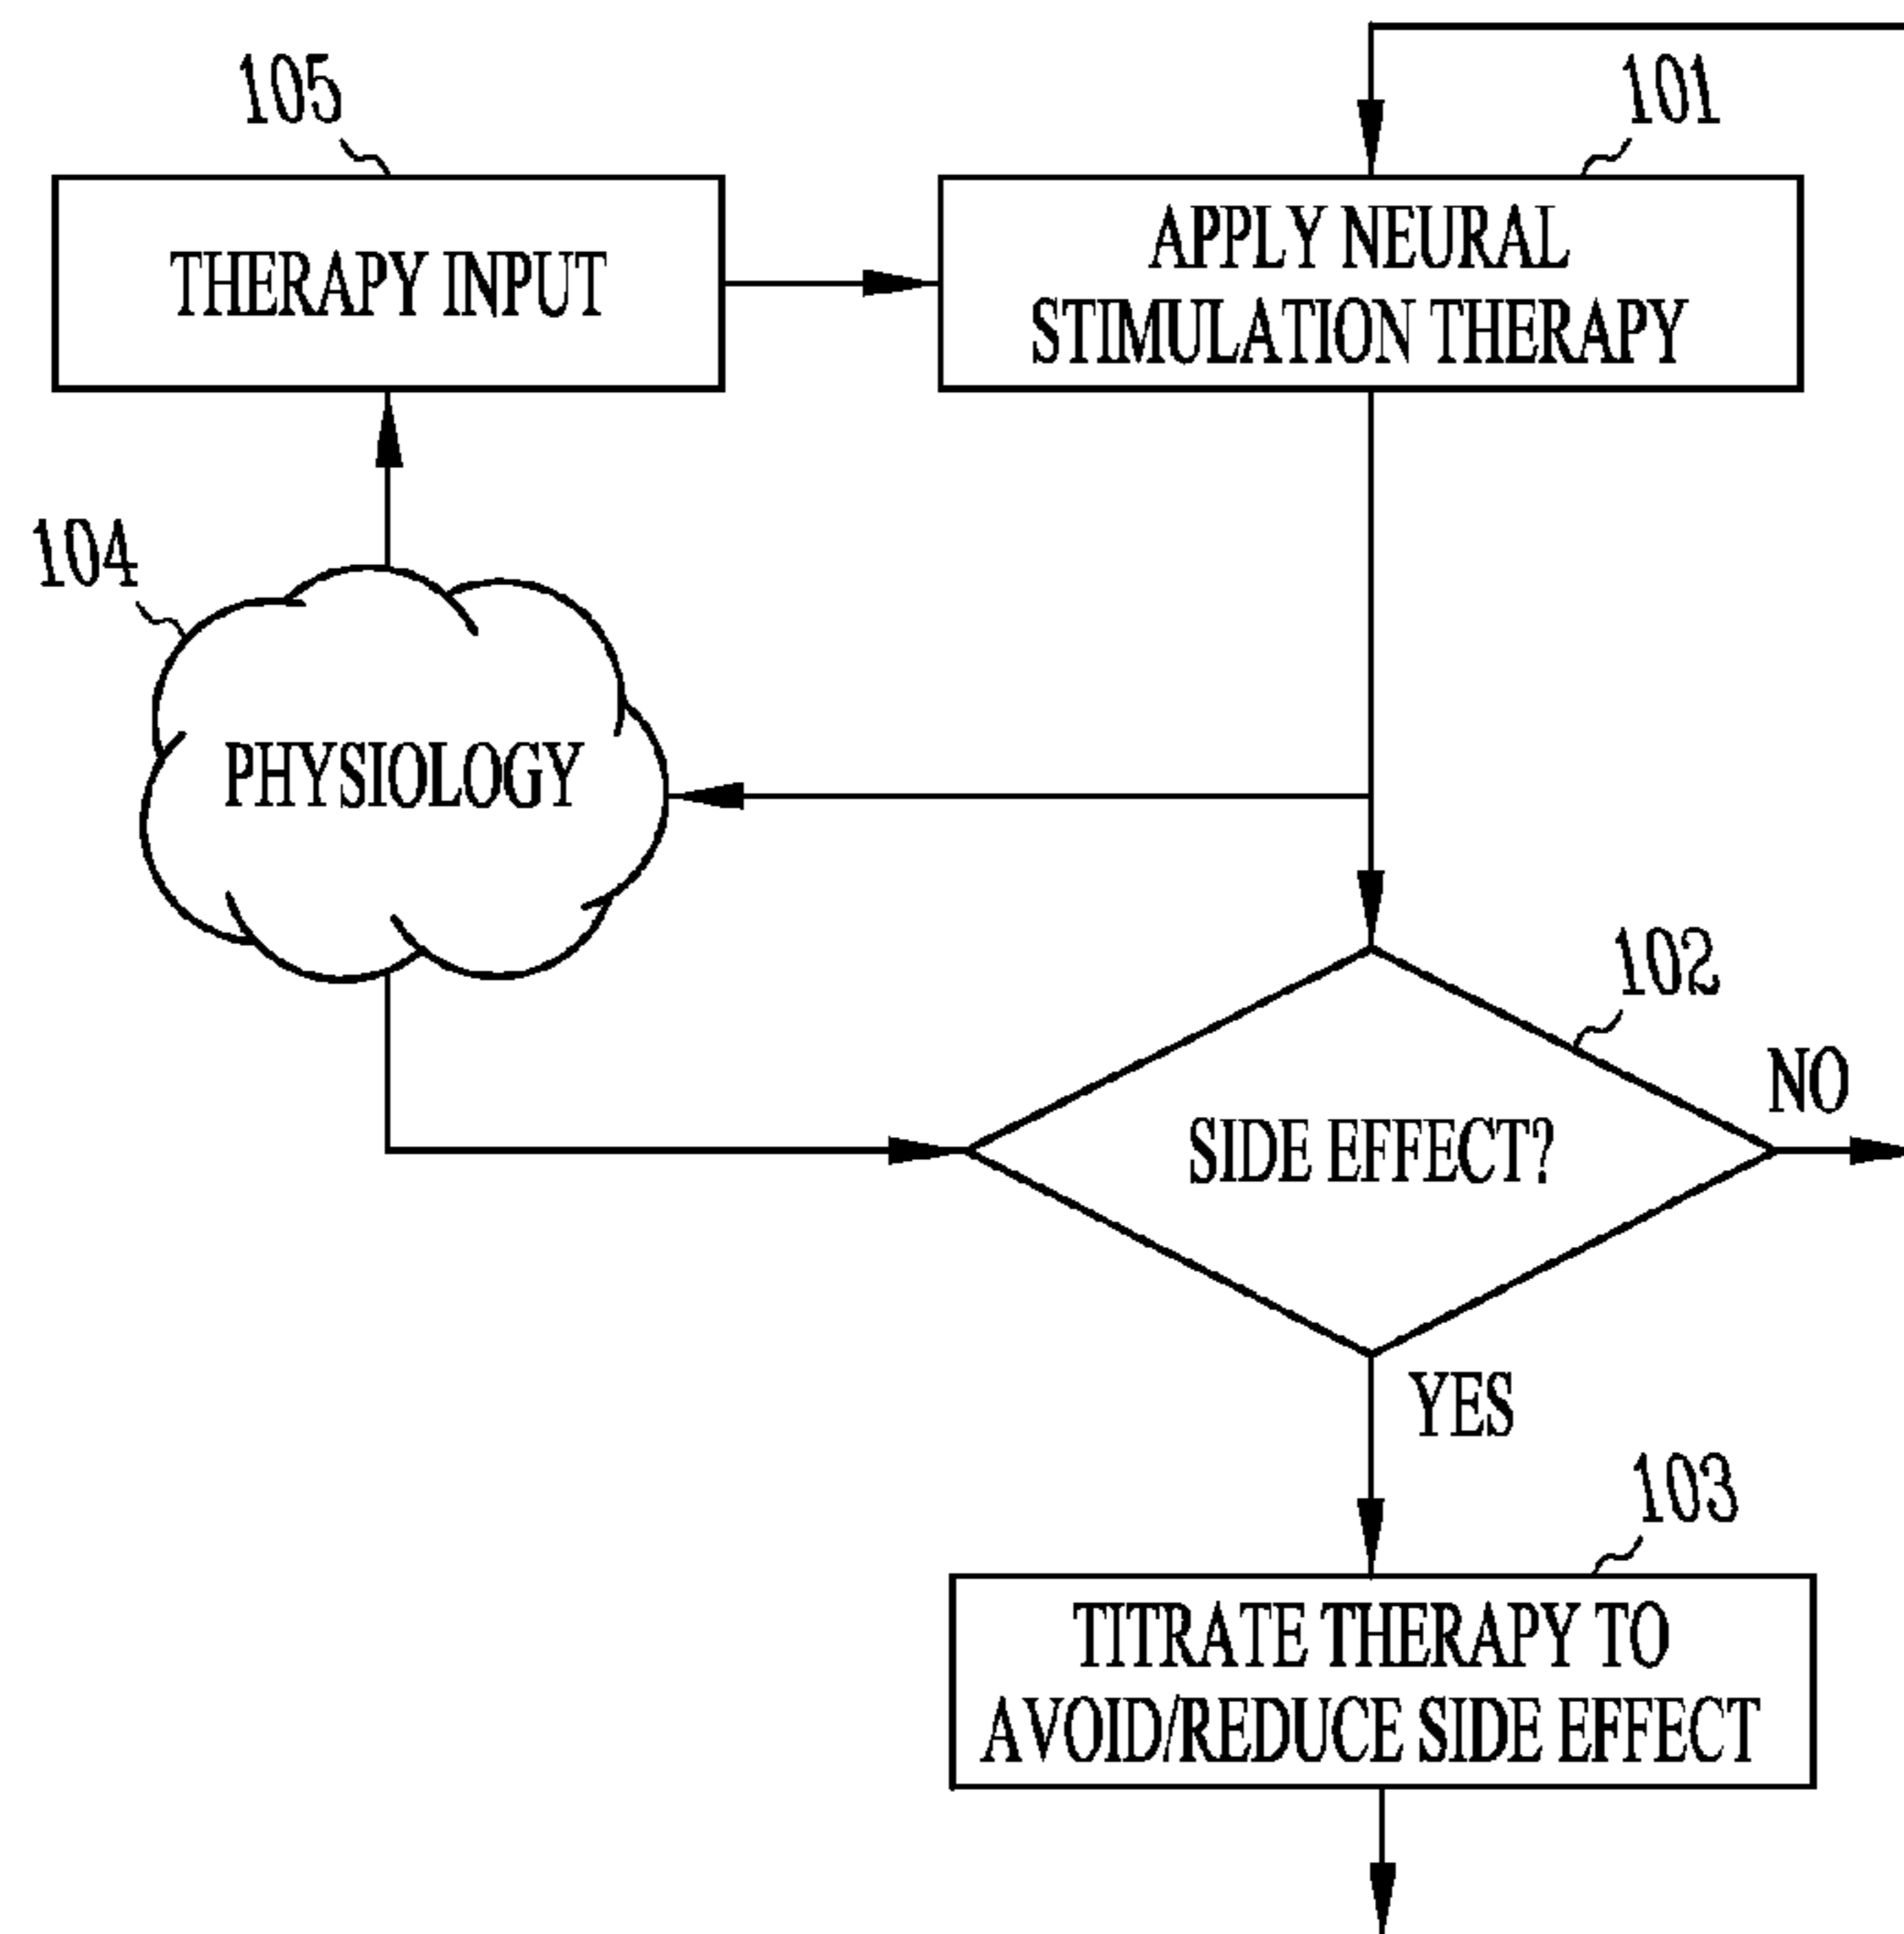 105
101
THERAPY INPUT
APPLY NEURAL
STIMULATION THERAPY
104
PHYSIOLOGY
102
NO
SIDE EFFECT?
YES
103
TITRATE THERAPY TO
AVOID/REDUCE SIDE EFFECT